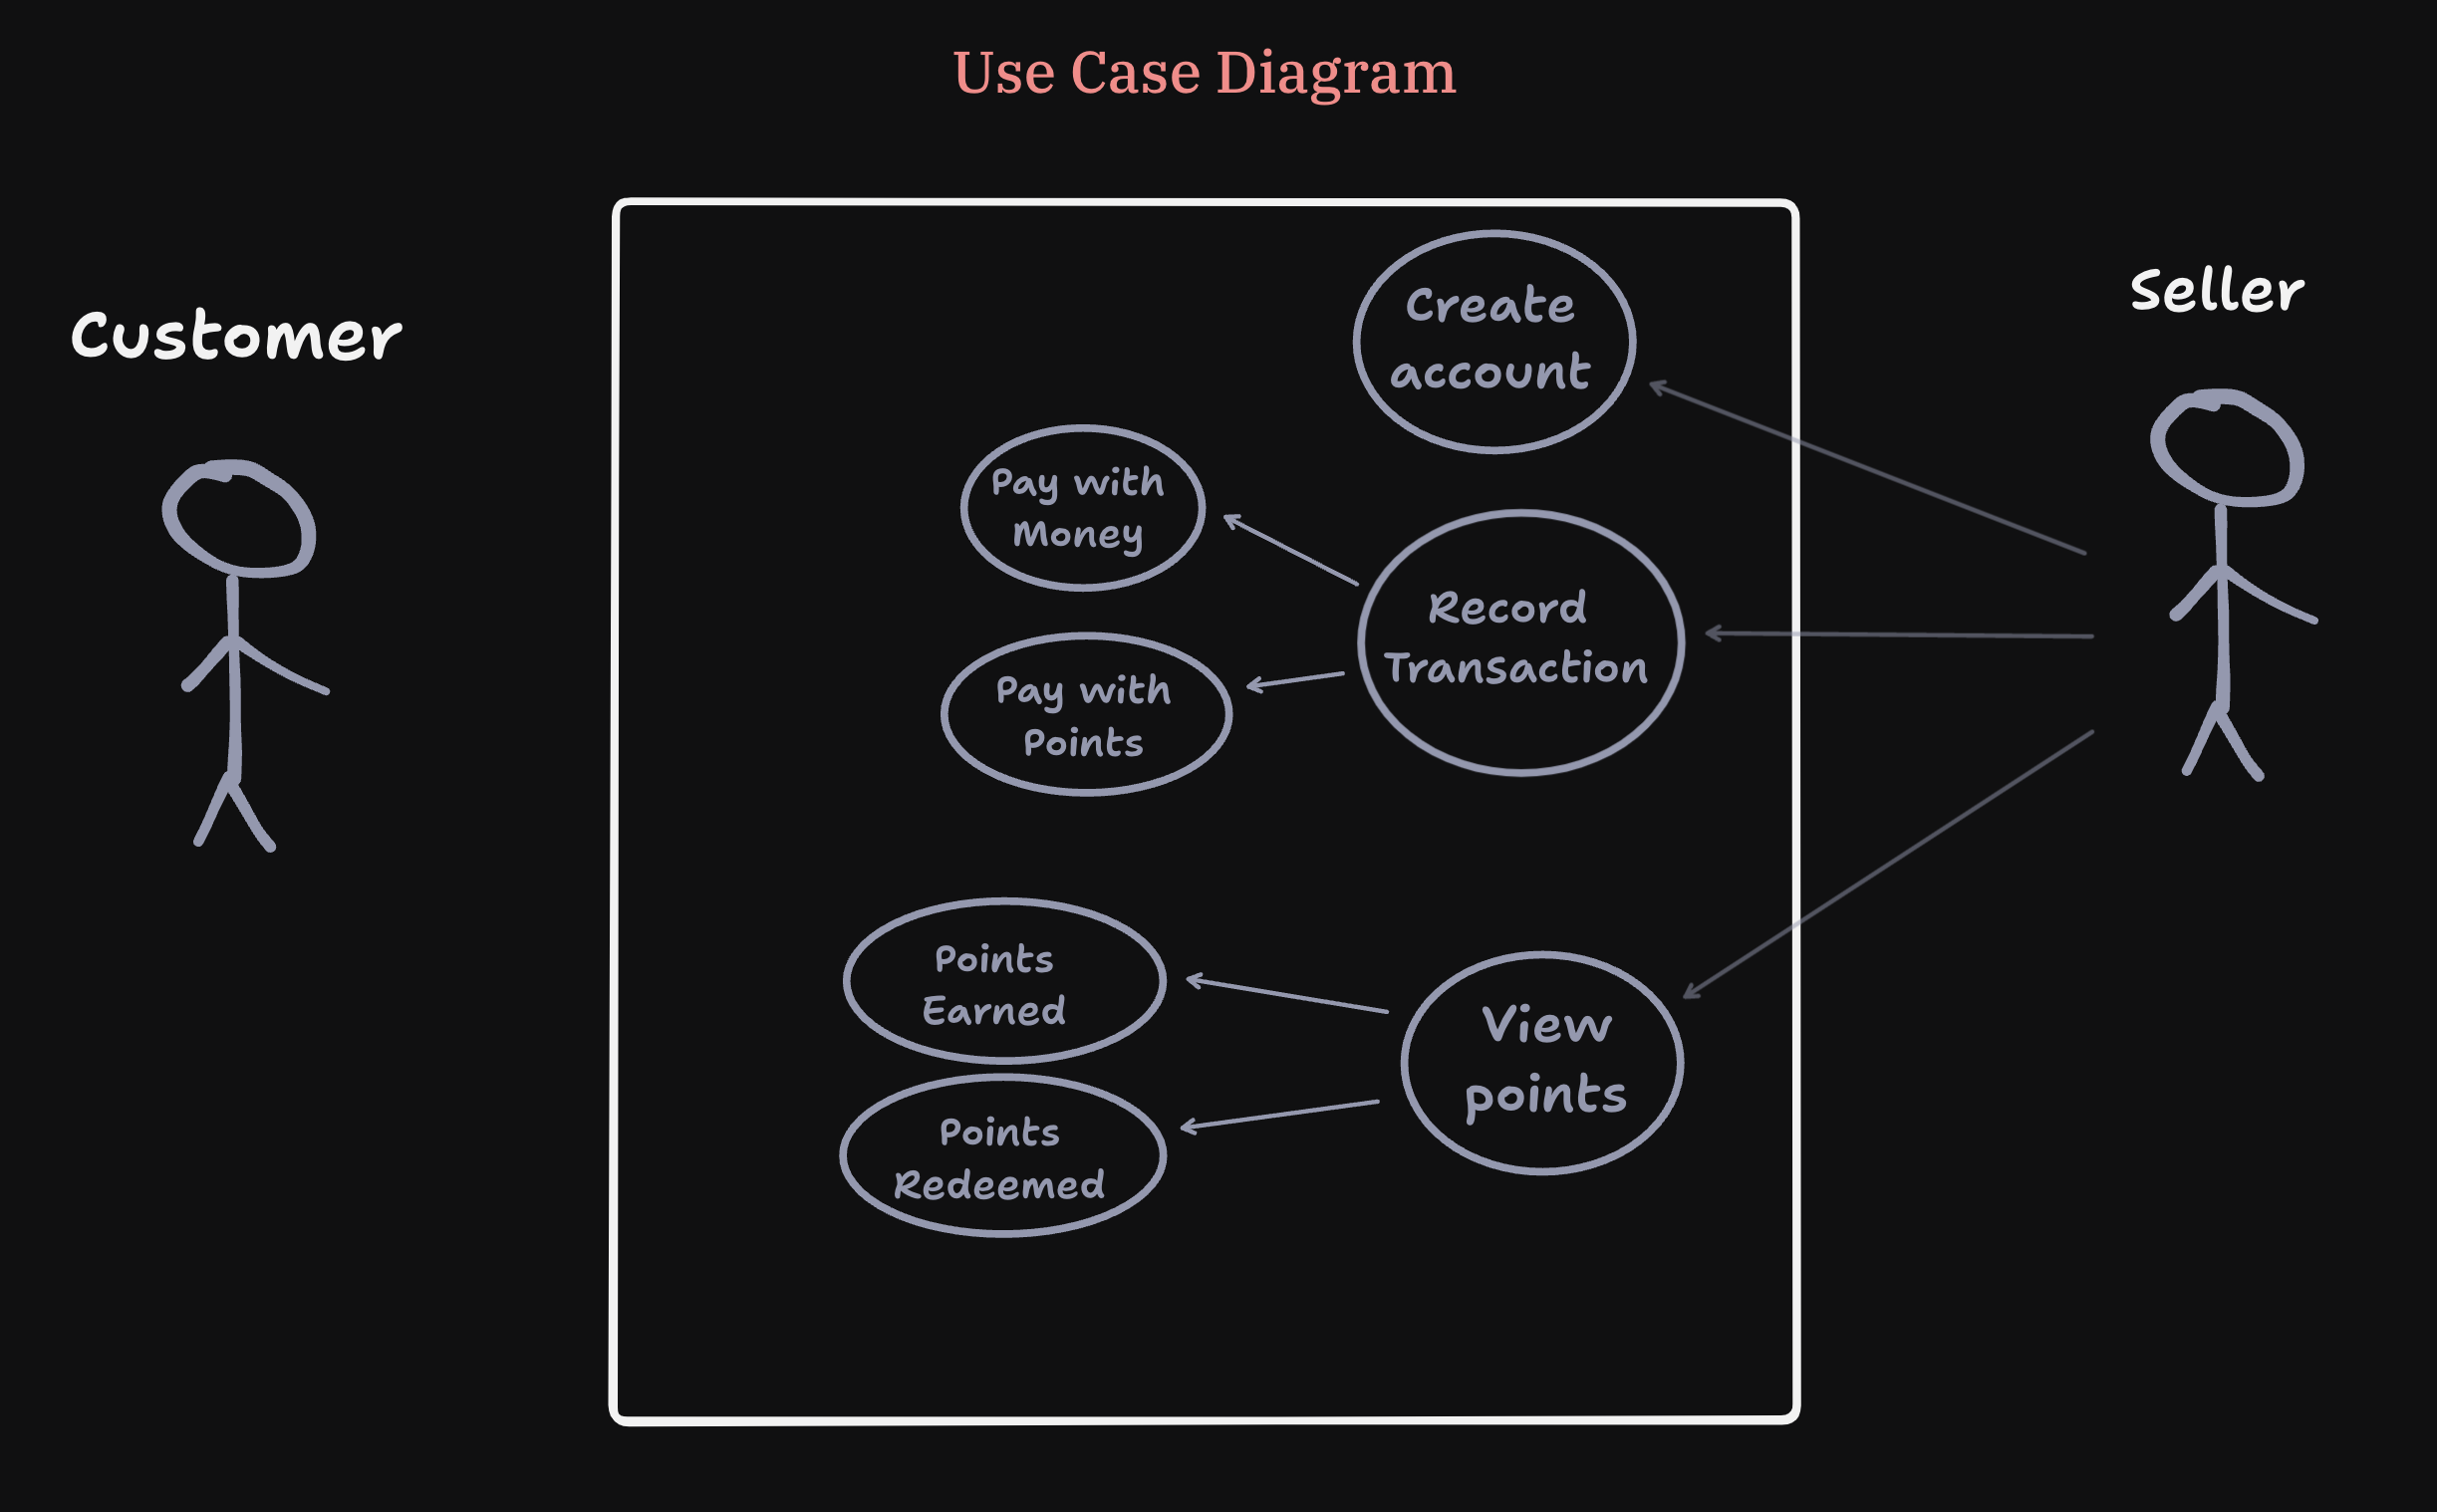 Use Case Diagram
Customer
Seller
Create
account
Pay with
Money
Record
Transaction
Pay with
Points
Points
Earned
View
points
Points
Redeemed